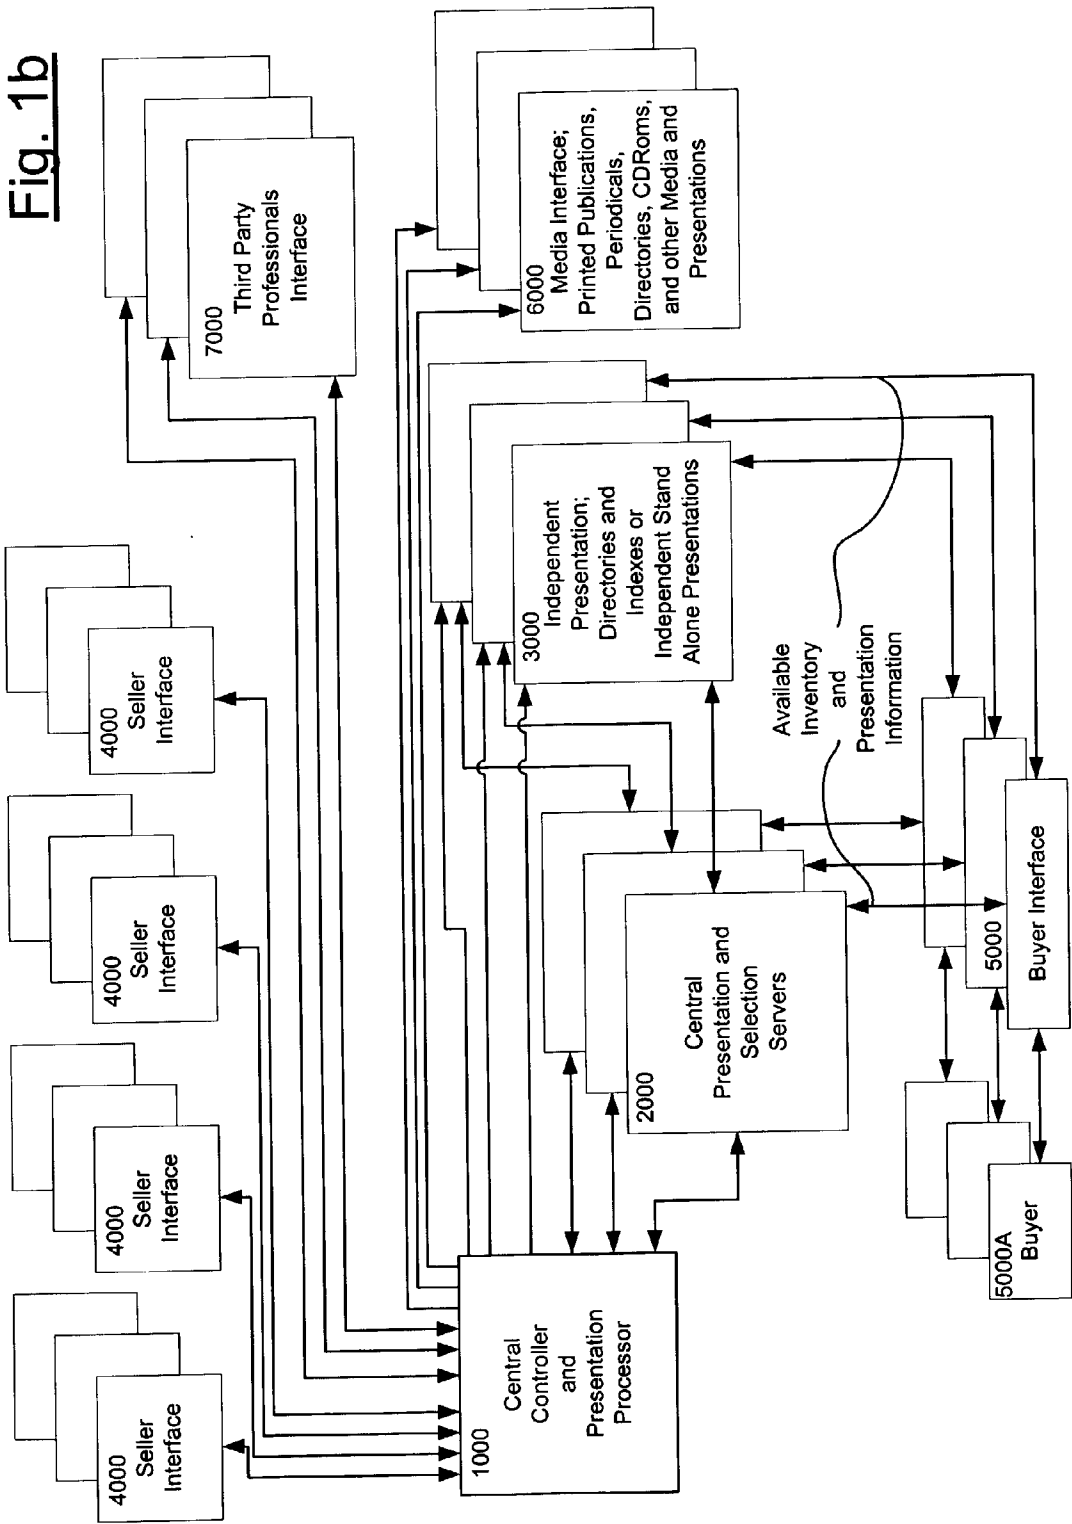 Fig. 1b
4000
Seller
Interface
4000
Seller
Interface
4000
Seller
Interface
4000
Seller
Interface
7000
Third Party
Professionals
Interface
1000
Central
Controller
and
Presentation
Processor
2000
Central
Presentation and
Selection
Servers
3000
Independent
Presentation;
Directories and
Indexes or
Independent Stand
Alone Presentations
6000
Media Interface;
Printed Publications,
Periodicals,
Directories, CDRoms,
and other Media and
Presentations
Available
Inventory
and
Presentation
Information
5000A
Buyer
5000
Buyer Interface